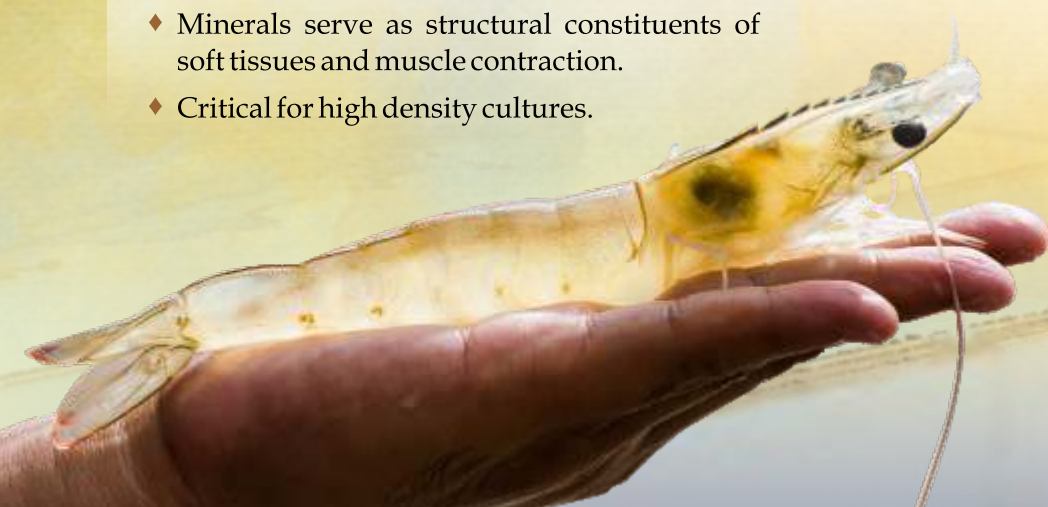 ♦ Minerals serve as structural constituents of
soft tissues and muscle contraction.
♦ Critical for high density cultures.